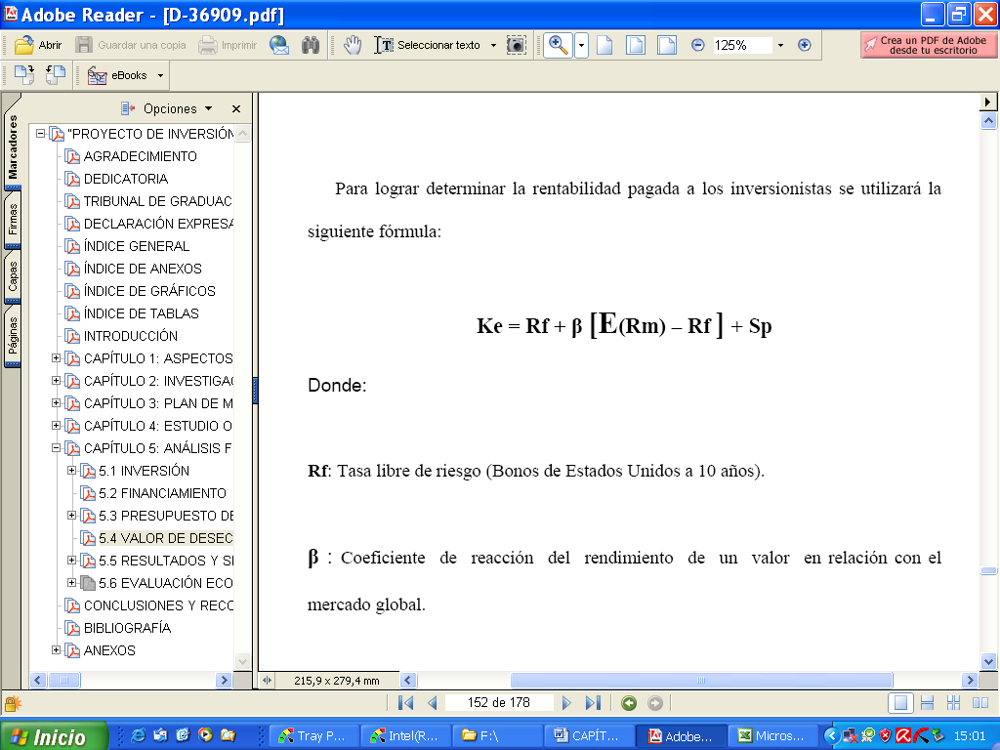 Adobe Reader - [D-36909.pdf]
Abrir Guardar una copia Imprimir Seleccionar texto 125% Crea un PDF de Adobe
desde tu escritorio
eBooks
Opciones
Marcadores
Firmas
Capas
Páginas
"PROYECTO DE INVERSIÓN
AGRADECIMIENTO
DEDICATORIA
TRIBUNAL DE GRADUAC
DECLARACIÓN EXPRESA
ÍNDICE GENERAL
ÍNDICE DE ANEXOS
ÍNDICE DE GRÁFICOS
ÍNDICE DE TABLAS
INTRODUCCIÓN
CAPÍTULO 1: ASPECTOS
CAPÍTULO 2: INVESTIGAC
CAPÍTULO 3: PLAN DE M
CAPÍTULO 4: ESTUDIO O
CAPÍTULO 5: ANÁLISIS F
5.1 INVERSIÓN
5.2 FINANCIAMIENTO
5.3 PRESUPUESTO DE
5.4 VALOR DE DESEC
5.5 RESULTADOS Y SI
5.6 EVALUACIÓN ECO
CONCLUSIONES Y RECO
BIBLIOGRAFÍA
ANEXOS
Para lograr determinar la rentabilidad pagada a los inversionistas se utilizará la
siguiente fórmula:
Ke = Rf + β [E(Rm) – Rf ] + Sp
Donde:
Rf: Tasa libre de riesgo (Bonos de Estados Unidos a 10 años).
β : Coeficiente de reacción del rendimiento de un valor en relación con el
mercado global.
215,9 x 279,4 mm
152 de 178
Inicio Tray P... Intel(R... F:\ CAPÍT... Adobe... Micros... 15:01